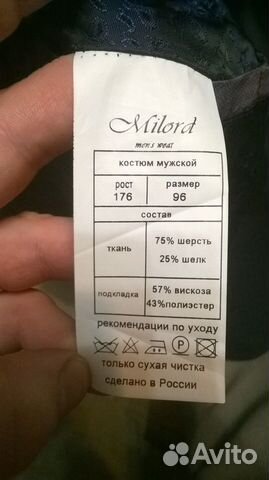 Milord
men's wear
костюм мужской
рост размер
176 96
состав
ткань 75% шерсть
25% шелк
подкладка 57% вискоза
43%полиэстер
рекомендации по уходу
P
только сухая чистка
сделано в России
Avito